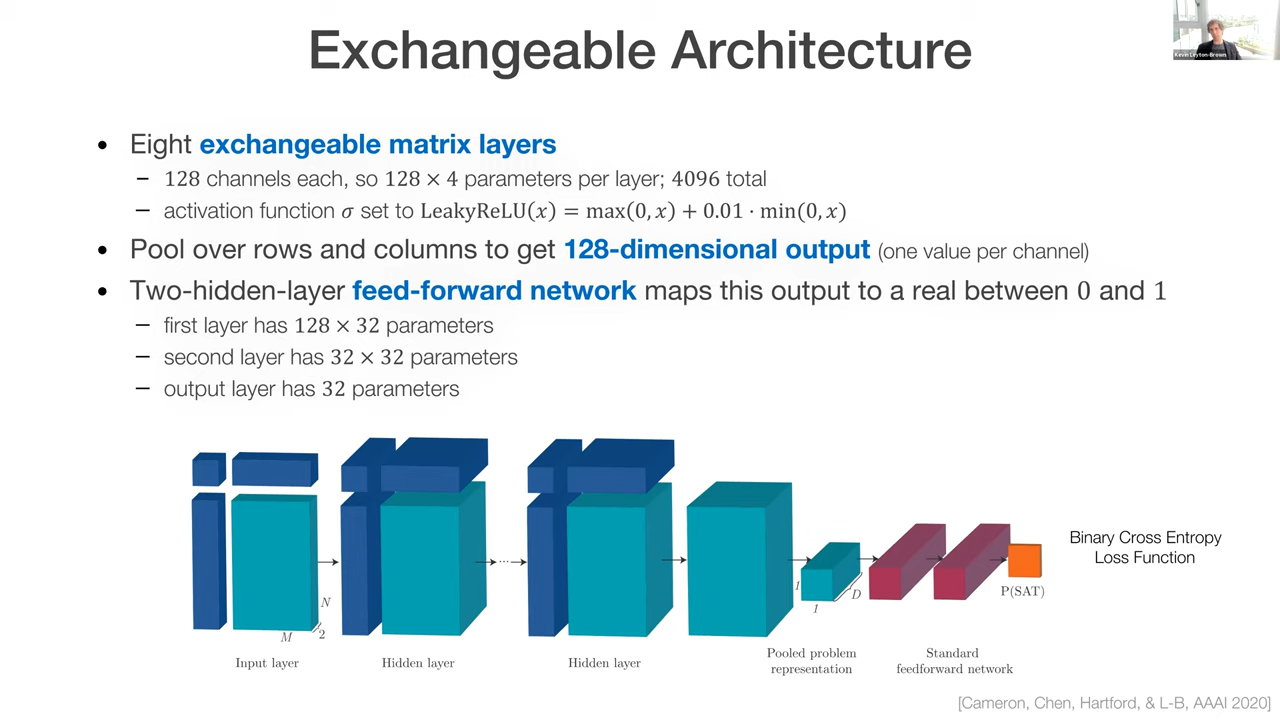 Exchangeable Architecture
Kevin Leyton-Brown
• Eight exchangeable matrix layers
– 128 channels each, so 128 × 4 parameters per layer; 4096 total
– activation function σ set to LeakyReLU(x) = max(0, x) + 0.01 · min(0, x)
• Pool over rows and columns to get 128-dimensional output (one value per channel)
• Two-hidden-layer feed-forward network maps this output to a real between 0 and 1
– first layer has 128 × 32 parameters
– second layer has 32 × 32 parameters
– output layer has 32 parameters
N
M
2
...
1
1
D
P(SAT)
Binary Cross Entropy
Loss Function
Input layer
Hidden layer
Hidden layer
Pooled problem
representation
Standard
feedforward network
[Cameron, Chen, Hartford, & L-B, AAAI 2020]